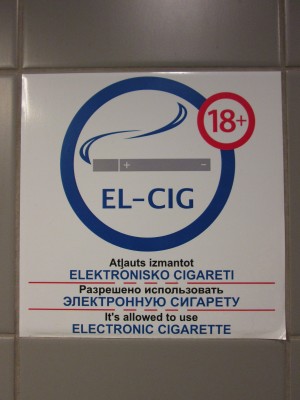 18+
+ -
EL-CIG
Atļauts izmantot
ELEKTRONISKO CIGARETI
Разрешено использовать
ЭЛЕКТРОННУЮ СИГАРЕТУ
It's allowed to use
ELECTRONIC CIGARETTE